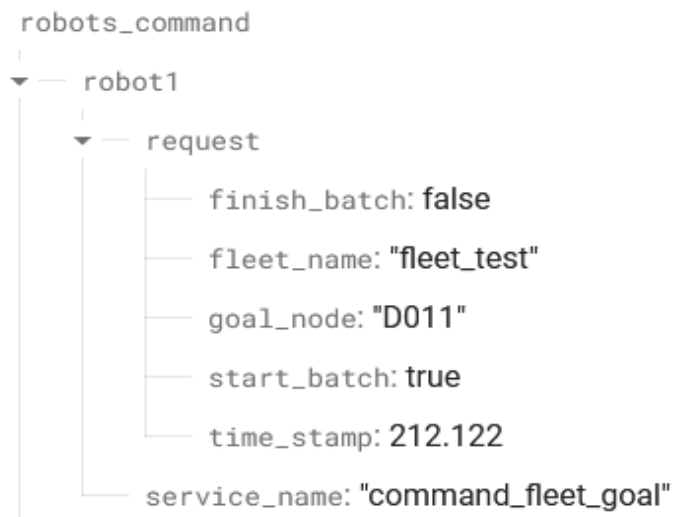 robots_command
robot1
request
finish_batch: false
fleet_name: "fleet_test"
goal_node: "D011"
start_batch: true
time_stamp: 212.122
service_name: "command_fleet_goal"